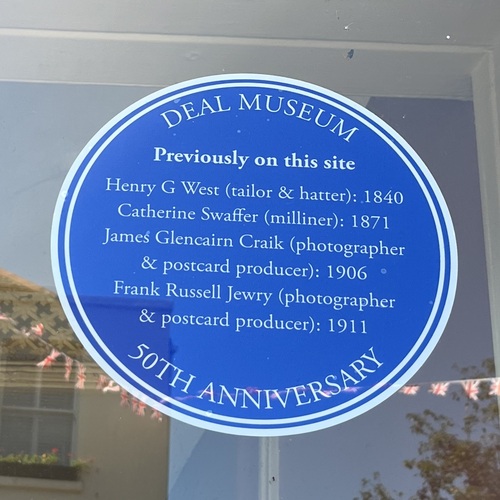 DEAL MUSEUM
Previously on this site
Henry G West (tailor & hatter): 1840
Catherine Swaffer (milliner): 1871
James Glencairn Craik (photographer
& postcard producer): 1906
Frank Russell Jewry (photographer
& postcard producer): 1911
50TH ANNIVERSARY